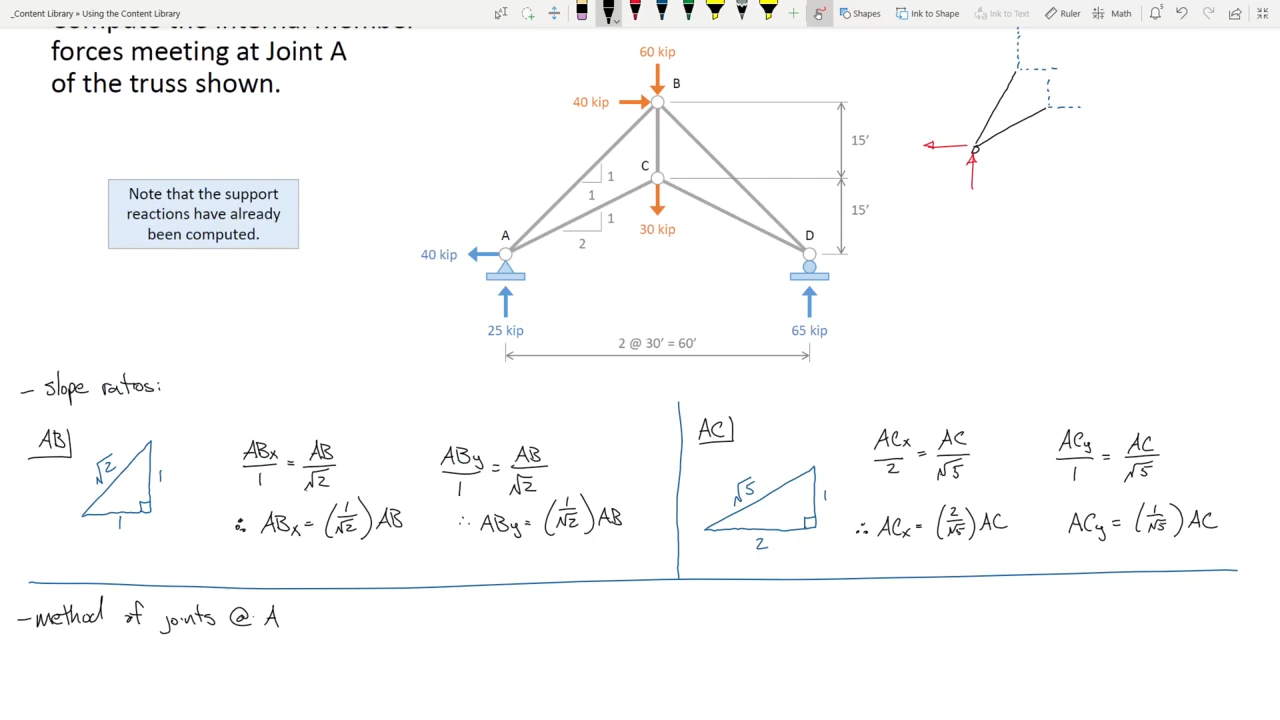 _Content Library » Using the Content Library
Shapes
Ink to Shape
Ink to Text
Ruler
Math
Compute the internal member
forces meeting at Joint A
of the truss shown.
Note that the support
reactions have already
been computed.
60 kip
B
40 kip
15'
C
1
1
1
2
30 kip
15'
A
D
40 kip
25 kip
65 kip
2 @ 30' = 60'
- slope ratios:
AB
√2
1
1
ABx/1 = AB/√2
∴ ABx = (1/√2) AB
ABy/1 = AB/√2
∴ ABy = (1/√2) AB
AC
√5
1
2
ACx/2 = AC/√5
∴ ACx = (2/√5) AC
ACy/1 = AC/√5
ACy = (1/√5) AC
- method of joints @ A